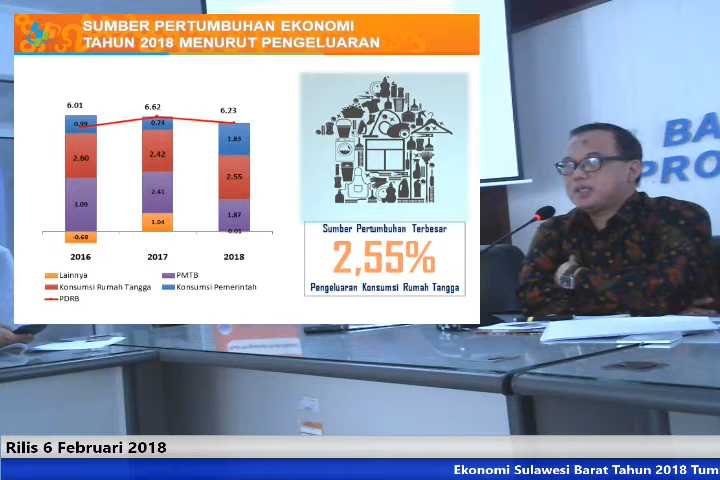 SUMBER PERTUMBUHAN EKONOMI
TAHUN 2018 MENURUT PENGELUARAN
6.01
6.62
6.23
0.99
0.74
1.83
2.60
2.42
2.55
3.09
2.41
1.87
-0.68
1.04
0.01
2016
2017
2018
Lainnya
PMTB
Konsumsi Rumah Tangga
Konsumsi Pemerintah
PDRB
Sumber Pertumbuhan Terbesar
2,55%
Pengeluaran Konsumsi Rumah Tangga
BA
PRO
Rilis 6 Februari 2018
Ekonomi Sulawesi Barat Tahun 2018 Tum